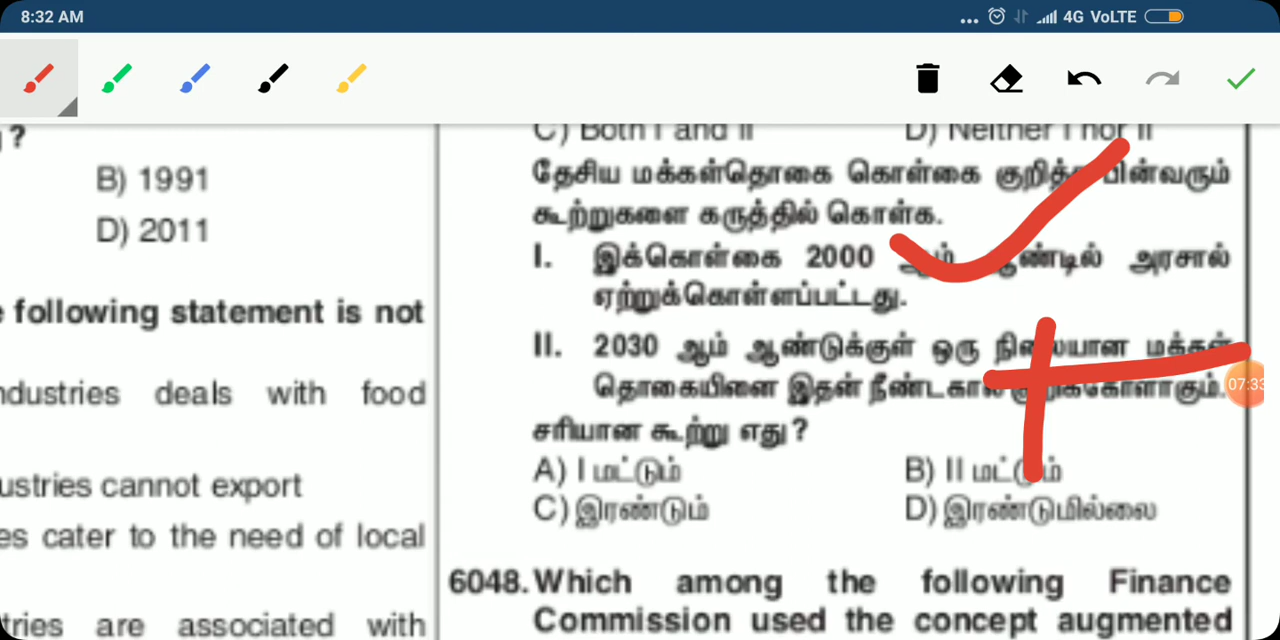 8:32 AM
4G VoLTE
?
B) 1991
D) 2011
following statement is not
ndustries deals with food
ustries cannot export
es cater to the need of local
tries are associated with
C) Both I and II D) Neither I nor II
தேசிய மக்கள்தொகை கொள்கை குறித்து பின்வரும்
கூற்றுகளை கருத்தில் கொள்க.
I. இக்கொள்கை 2000 ஆம் ஆண்டில் அரசால்
ஏற்றுக்கொள்ளப்பட்டது.
II. 2030 ஆம் ஆண்டுக்குள் ஒரு நிலையான மக்கள்
தொகையினை இதன் நீண்டகால குறிக்கோளாகும்.
07:33
சரியான கூற்று எது?
A) I மட்டும் B) II மட்டும்
C) இரண்டும் D) இரண்டுமில்லை
6048. Which among the following Finance
Commission used the concept augmented